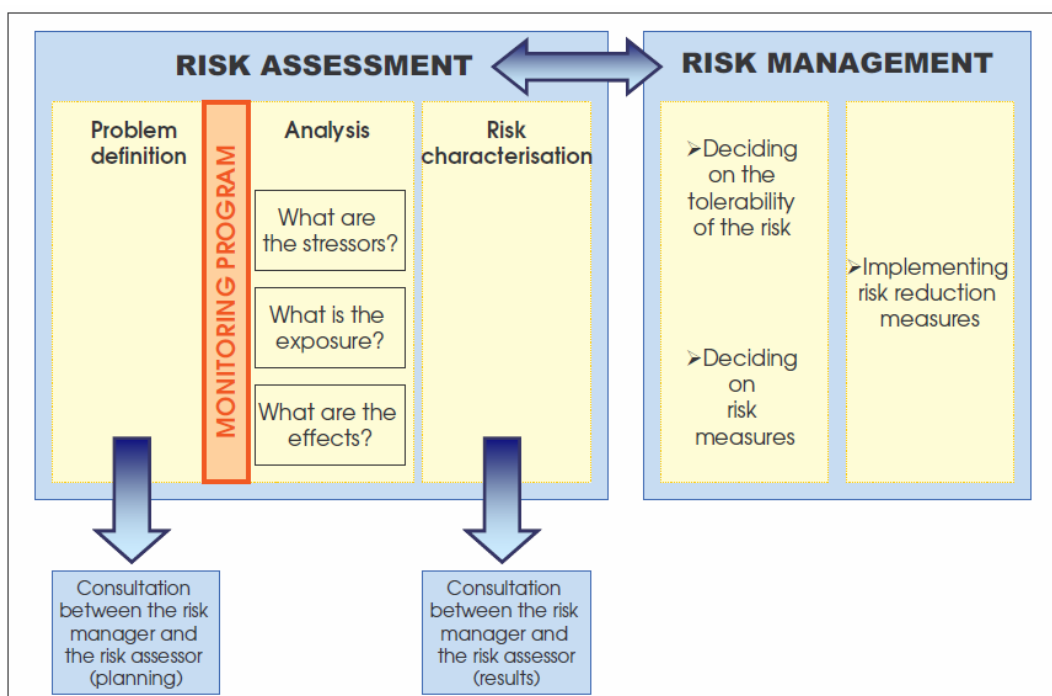 RISK ASSESSMENT
Problem
definition
MONITORING PROGRAM
Analysis
What are
the stressors?
What is the
exposure?
What are the
effects?
Risk
characterisation
Consultation
between the risk
manager and
the risk assessor
(planning)
Consultation
between the risk
manager and
the risk assessor
(results)
RISK MANAGEMENT
➢Deciding
on the
tolerability
of the risk
➢Deciding
on
risk
measures
➢Implementing
risk reduction
measures